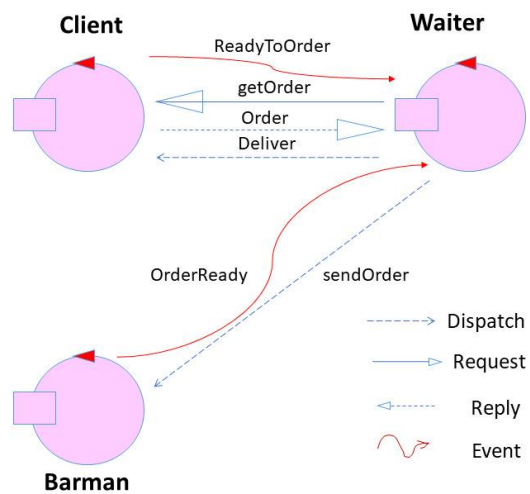 Client
Waiter
ReadyToOrder
getOrder
Order
Deliver
OrderReady
sendOrder
Dispatch
Request
Reply
Event
Barman